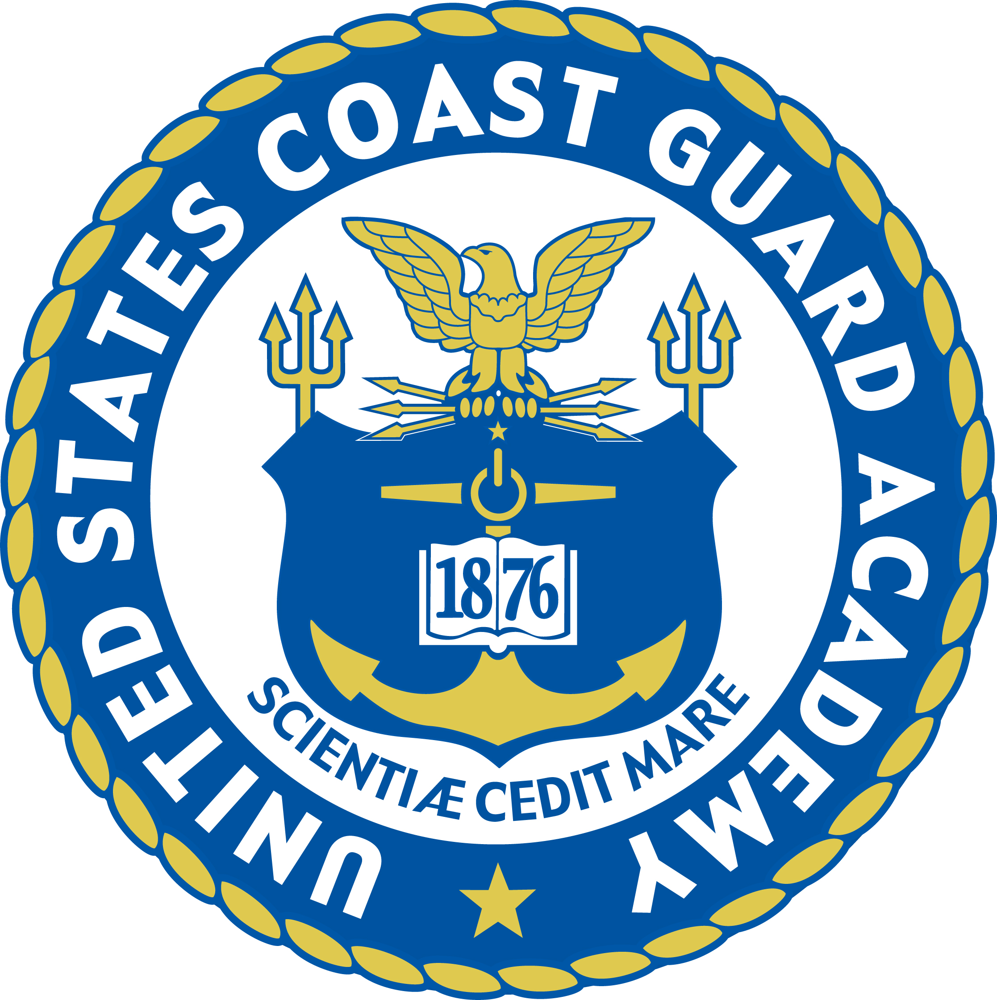 UNITED STATES COAST GUARD ACADEMY
1876
SCIENTIÆ CEDIT MARE